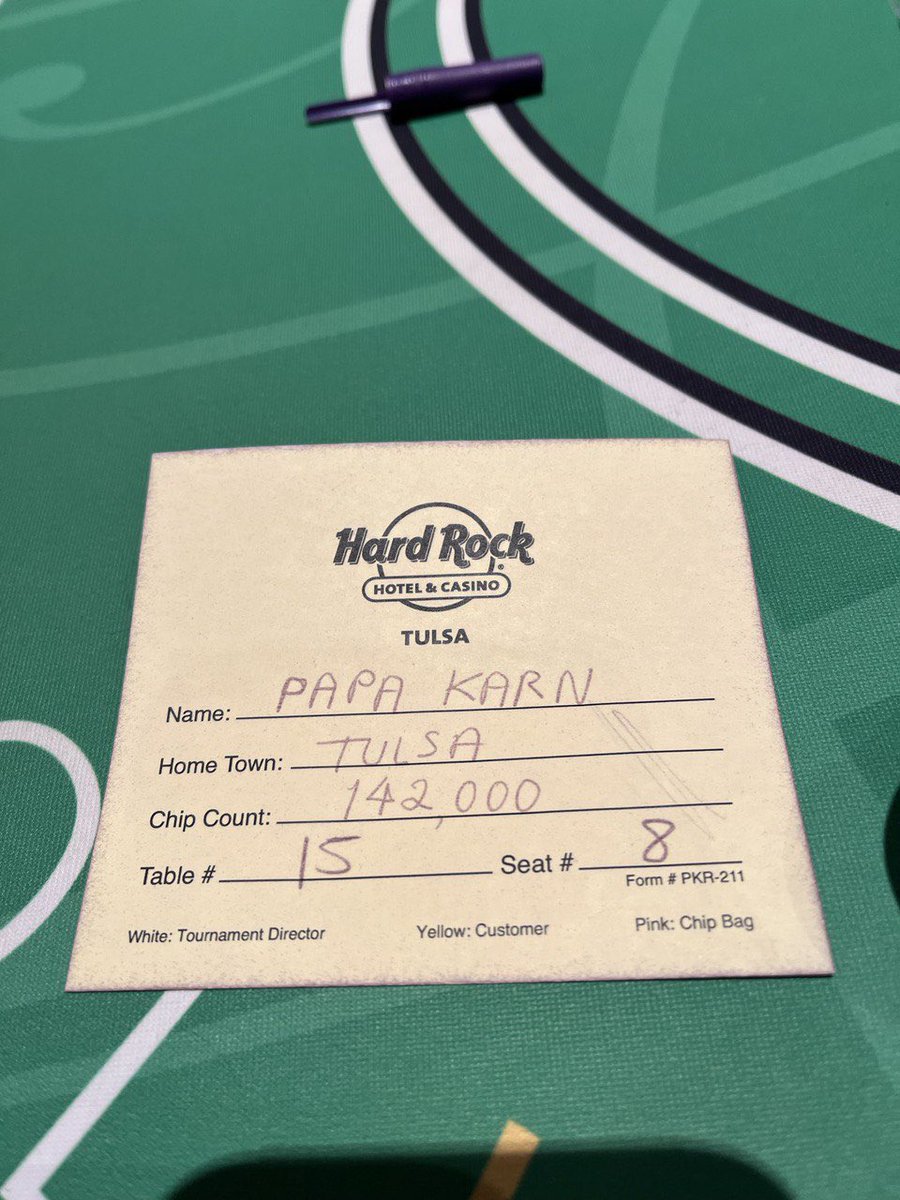 Hard Rock
HOTEL & CASINO
TULSA
Name: PAPA KARN
Home Town: TULSA
Chip Count: 142,000
Table # 15 Seat # 8
Form # PKR-211
White: Tournament Director Yellow: Customer Pink: Chip Bag